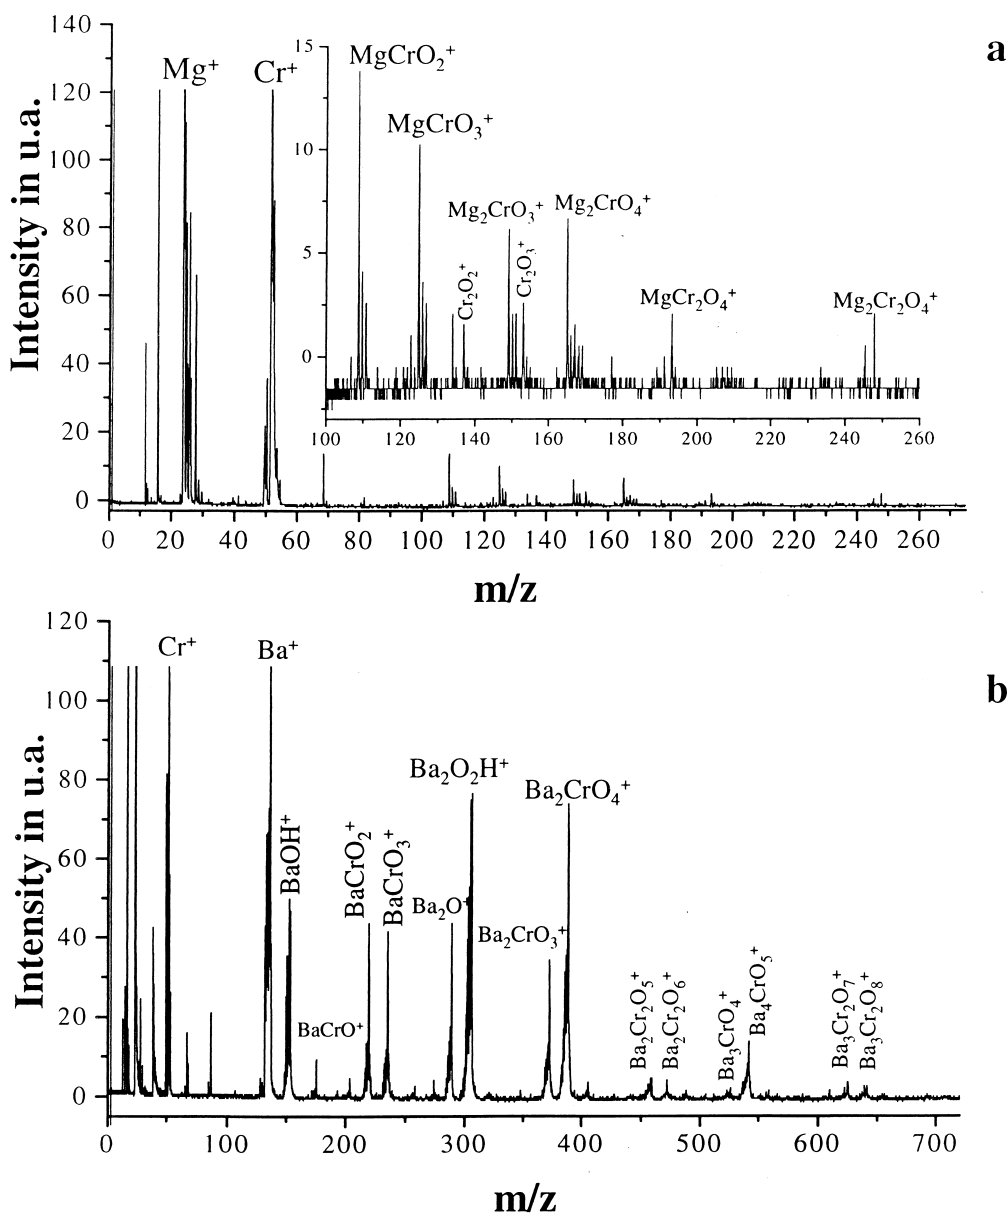 a
140
120
100
80
60
40
20
0
Intensity in u.a.
Mg⁺
Cr⁺
15
10
5
0
MgCrO₂⁺
MgCrO₃⁺
Mg₂CrO₃⁺
Mg₂CrO₄⁺
Cr₂O₂⁺
Cr₂O₃⁺
MgCr₂O₄⁺
Mg₂Cr₂O₄⁺
100 120 140 160 180 200 220 240 260
0 20 40 60 80 100 120 140 160 180 200 220 240 260
m/z
b
120
100
80
60
40
20
0
Intensity in u.a.
Cr⁺
Ba⁺
BaOH⁺
BaCrO⁺
BaCrO₂⁺
BaCrO₃⁺
Ba₂O⁺
Ba₂O₂H⁺
Ba₂CrO₃⁺
Ba₂CrO₄⁺
Ba₂Cr₂O₅⁺
Ba₂Cr₂O₆⁺
Ba₃CrO₄⁺
Ba₄CrO₅⁺
Ba₃Cr₂O₇⁺
Ba₃Cr₂O₈⁺
0 100 200 300 400 500 600 700
m/z